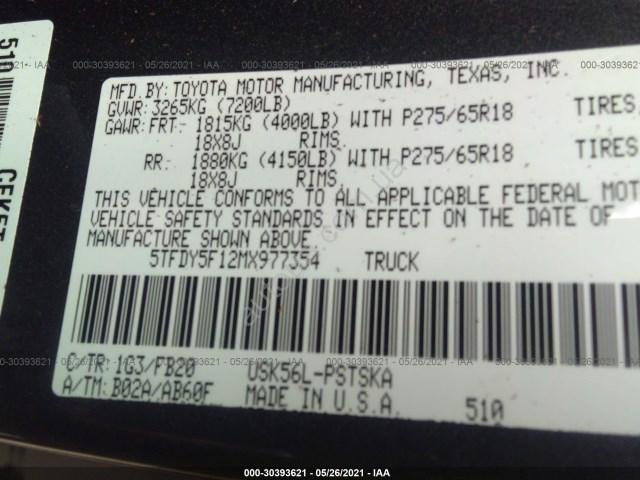 000-30393621 - 05/26/2021 - IAA
MFD.BY:TOYOTA MOTOR MANUFACTURING, TEXAS, INC.
GVWR:3265KG (7200LB)
GAWR:FRT- 1815KG (4000LB) WITH P275/65R18 TIRES
18X8J RIMS,
RR- 1880KG (4150LB) WITH P275/65R18 TIRES
18X8J RIMS,
THIS VEHICLE CONFORMS TO ALL APPLICABLE FEDERAL MOT
VEHICLE SAFETY STANDARDS IN EFFECT ON THE DATE OF
MANUFACTURE SHOWN ABOVE.
5TFDY5F12MX977354 TRUCK
C/TR:1G3/FB20 USK56L-PSTSKA
A/TM:B02A/AB60F MADE IN U.S.A. 510
000-30393621 - 05/26/2021 - IAA